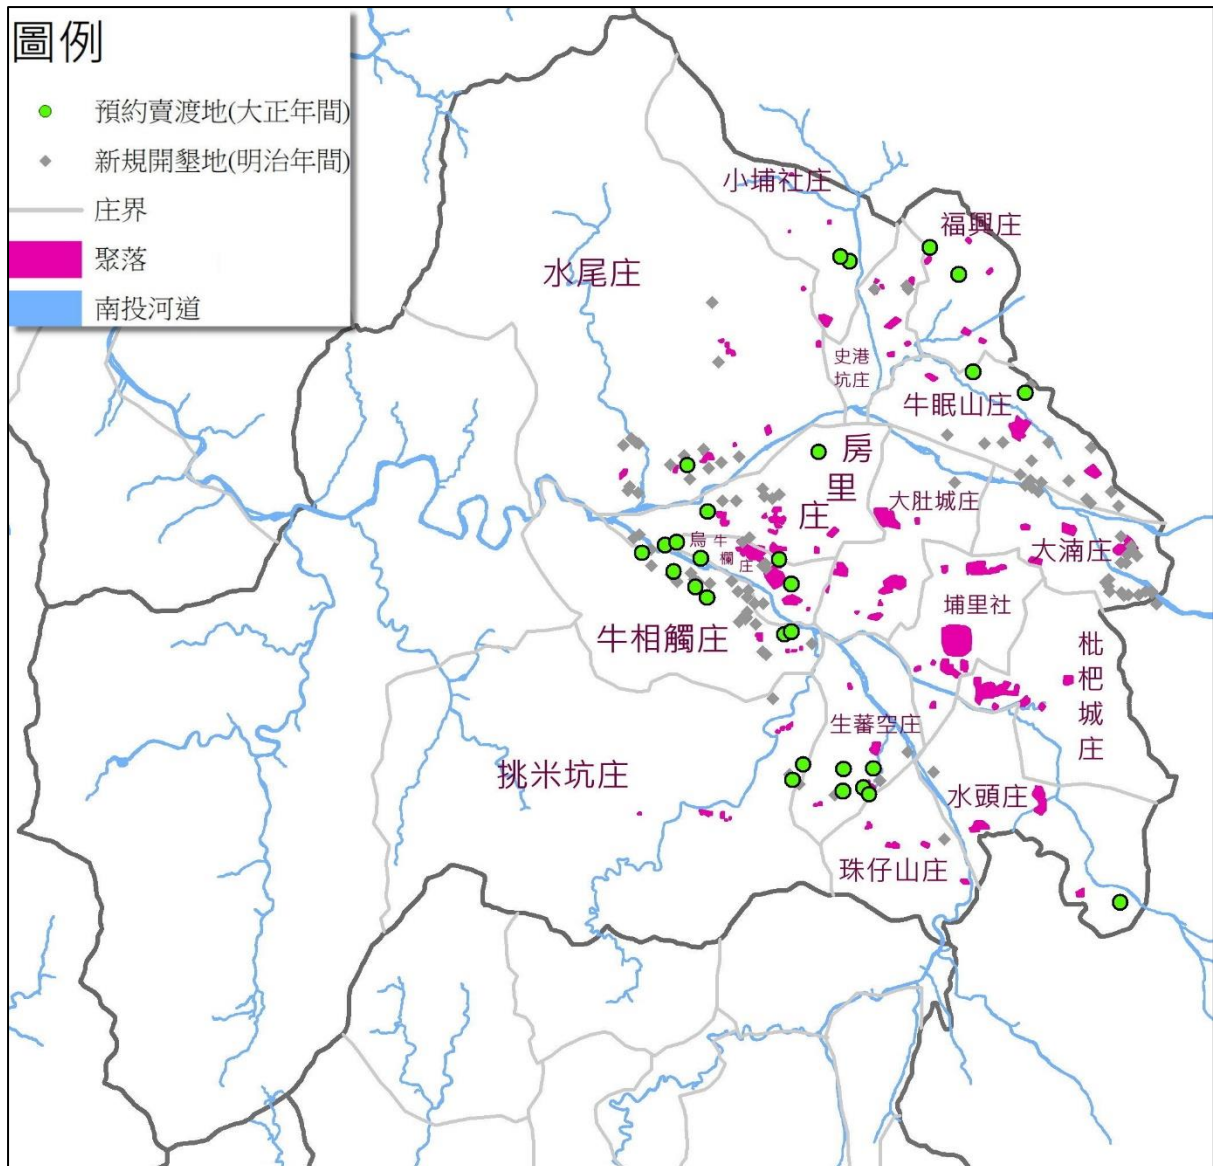 圖例
預約賣渡地(大正年間)
新規開墾地(明治年間)
庄界
聚落
南投河道
小埔社庄
福興庄
水尾庄
史港
坑庄
牛眠山庄
房
里
庄
大肚城庄
大湳庄
烏牛
欄
庄
埔里社
牛相觸庄
枇
杷
城
庄
生蕃空庄
挑米坑庄
水頭庄
珠仔山庄